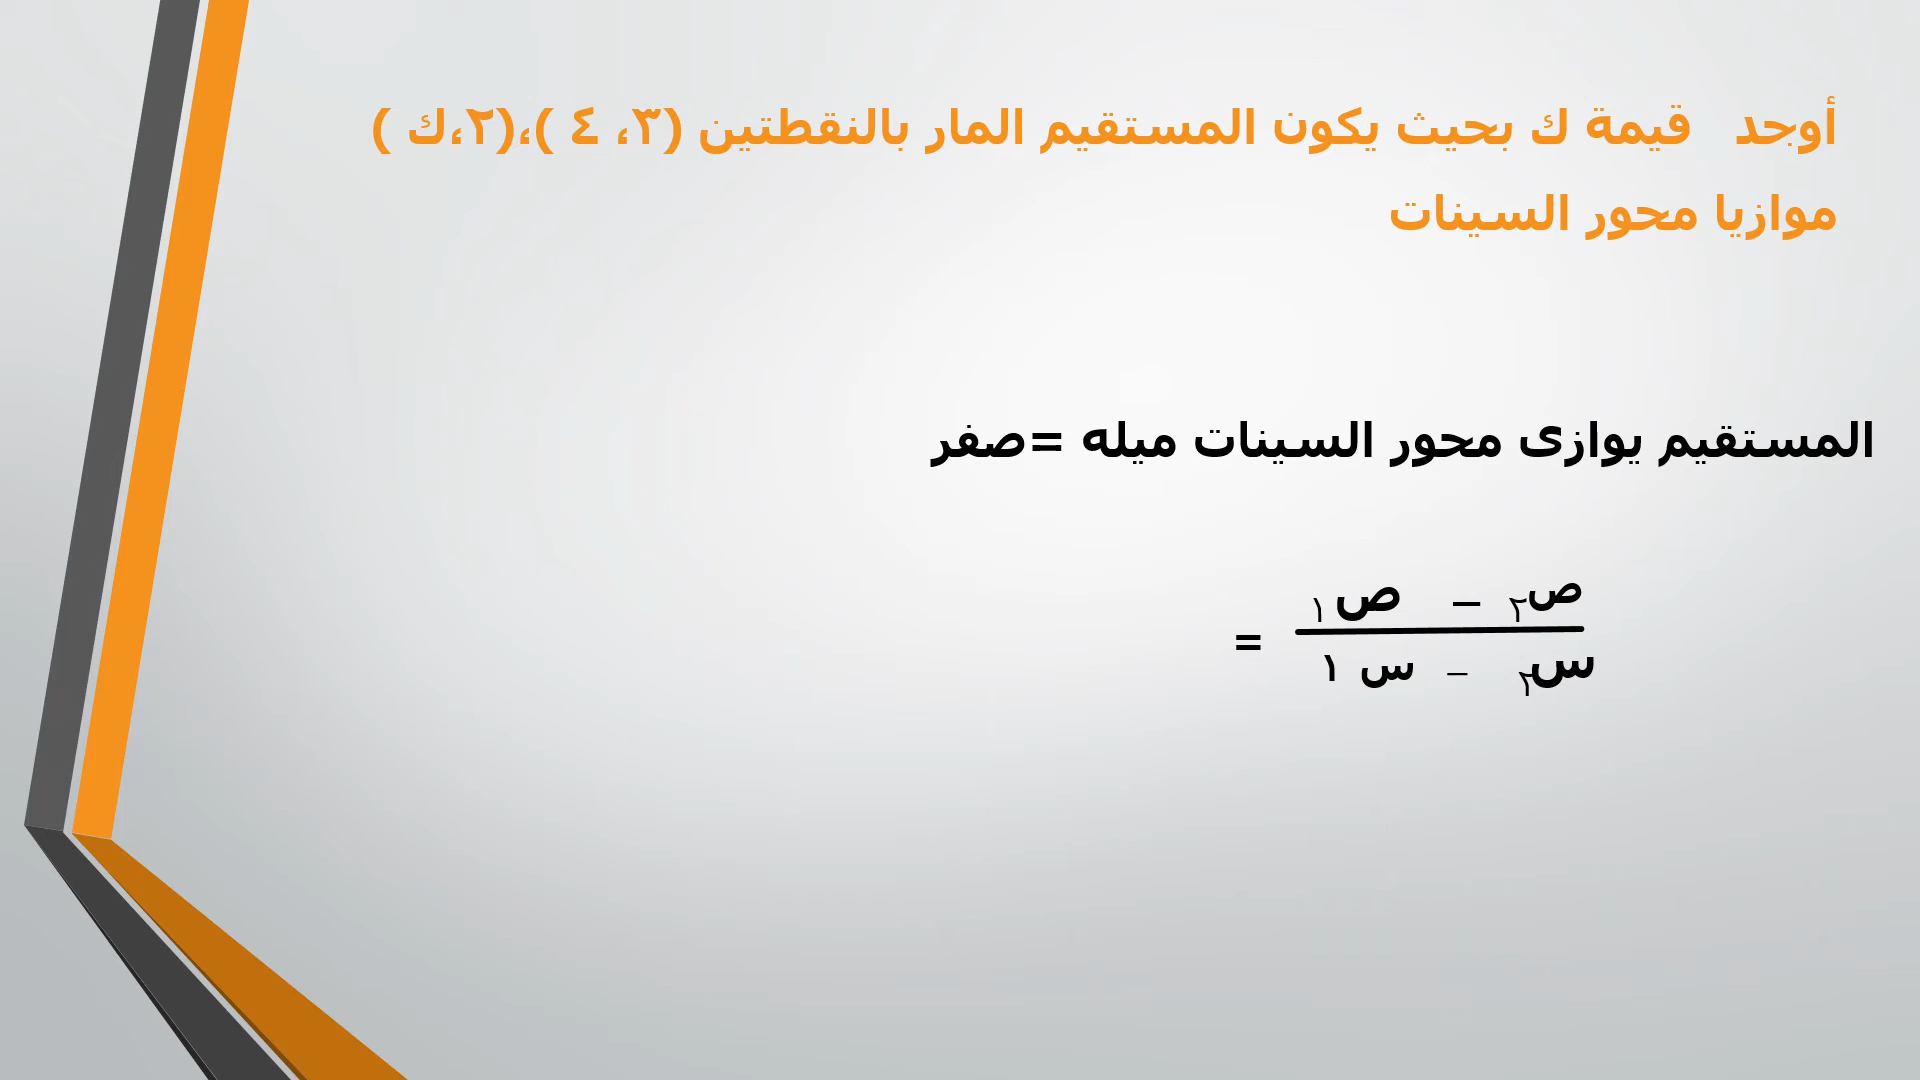 أوجد قيمة ك بحيث يكون المستقيم المار بالنقطتين (٣، ٤ )،(٢،ك )
موازيا محور السينات
المستقيم يوازى محور السينات ميله =صفر
ص٢ – ص ١
=
س٢ – س ١